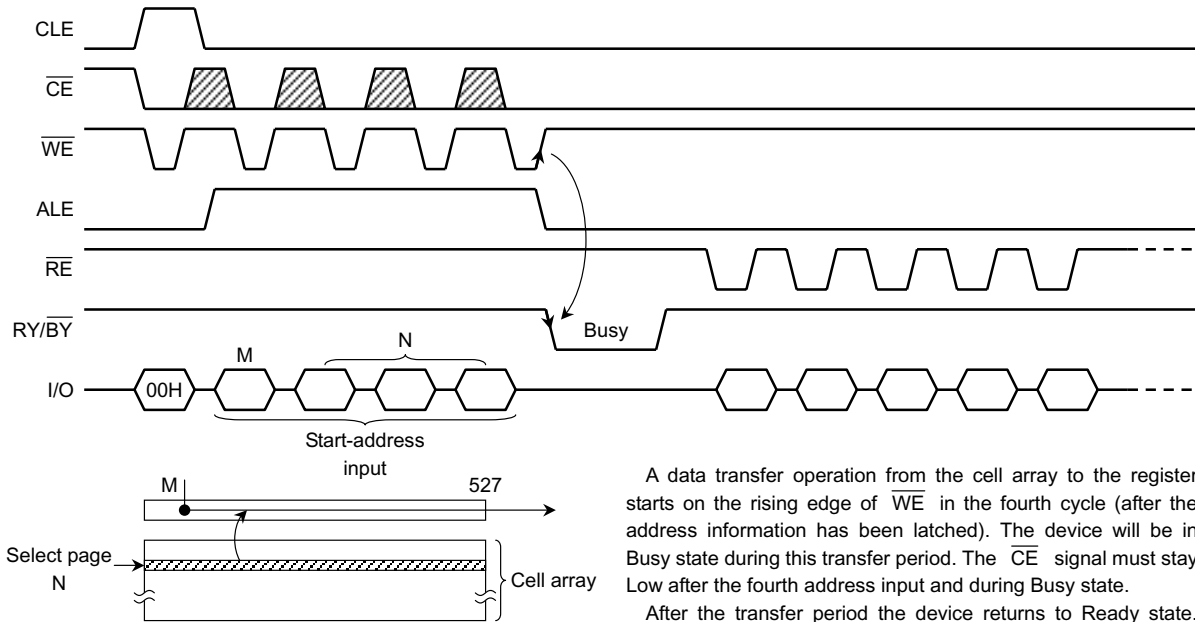 CLE
CE
WE
ALE
RE
RY/BY
Busy
M
N
I/O
00H
Start-address
input
M
527
Select page
N
Cell array
A data transfer operation from the cell array to the register
starts on the rising edge of WE in the fourth cycle (after the
address information has been latched). The device will be in
Busy state during this transfer period. The CE signal must stay
Low after the fourth address input and during Busy state.
After the transfer period the device returns to Ready state.